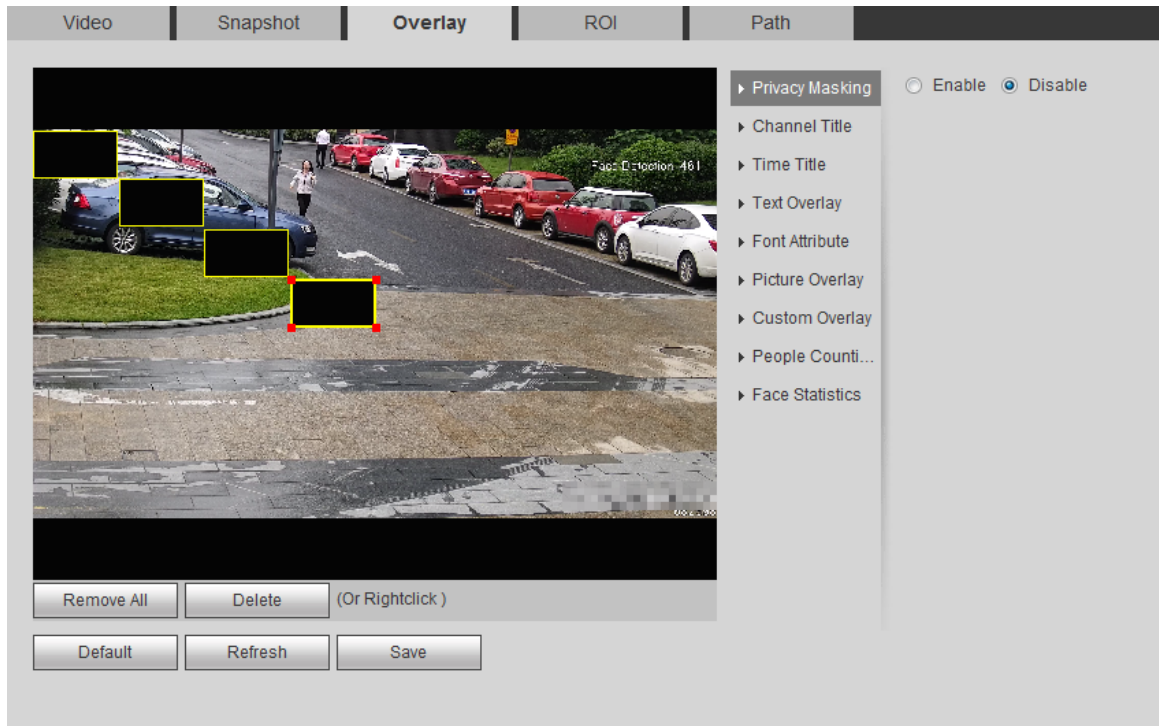 Video
Snapshot
Overlay
ROI
Path
Privacy Masking
Enable
Disable
Channel Title
Time Title
Text Overlay
Font Attribute
Picture Overlay
Custom Overlay
People Counti...
Face Statistics
Remove All
Delete
(Or Rightclick )
Default
Refresh
Save